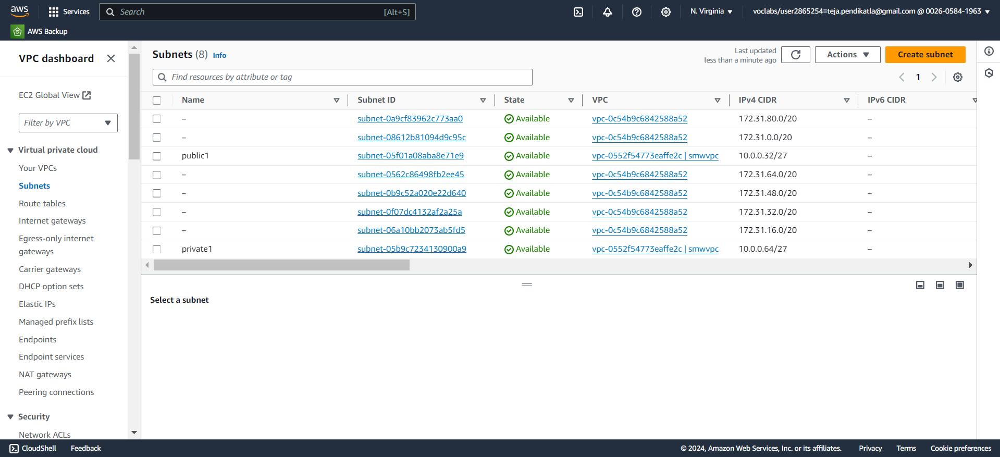 aws
Services
Search
[Alt+S]
N. Virginia
voclabs/user2865254=teja.pendikatla@gmail.com @ 0026-0584-1963
AWS Backup
VPC dashboard
EC2 Global View
Filter by VPC
Virtual private cloud
Your VPCs
Subnets
Route tables
Internet gateways
Egress-only internet
gateways
Carrier gateways
DHCP option sets
Elastic IPs
Managed prefix lists
Endpoints
Endpoint services
NAT gateways
Peering connections
Security
Network ACLs
Subnets (8) Info
Last updated
less than a minute ago
Actions
Create subnet
Find resources by attribute or tag
1
Name Subnet ID State VPC IPv4 CIDR IPv6 CIDR
– subnet-0a9cf83962c773aa0 Available vpc-0c54b9c6842588a52 172.31.80.0/20 –
– subnet-08612b81094d9c95c Available vpc-0c54b9c6842588a52 172.31.0.0/20 –
public1 subnet-05f01a08aba8e71e9 Available vpc-0552f54773eaffe2c | smwvpc 10.0.0.32/27 –
– subnet-0562c86498fb2ee45 Available vpc-0c54b9c6842588a52 172.31.64.0/20 –
– subnet-0b9c52a020e22d640 Available vpc-0c54b9c6842588a52 172.31.48.0/20 –
– subnet-0f07dc4132af2a25a Available vpc-0c54b9c6842588a52 172.31.32.0/20 –
– subnet-06a10bb2073ab5fd5 Available vpc-0c54b9c6842588a52 172.31.16.0/20 –
private1 subnet-05b9c7234130900a9 Available vpc-0552f54773eaffe2c | smwvpc 10.0.0.64/27 –
Select a subnet
CloudShell
Feedback
© 2024, Amazon Web Services, Inc. or its affiliates.
Privacy
Terms
Cookie preferences